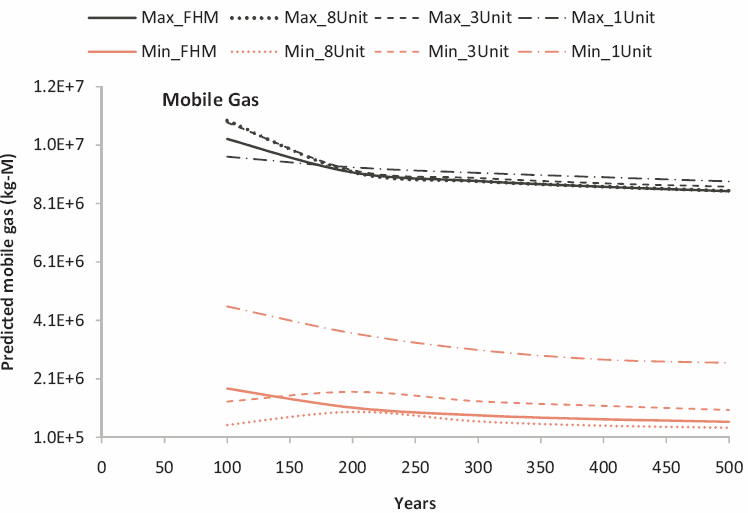 Max_FHM Max_8Unit Max_3Unit Max_1Unit
Min_FHM Min_8Unit Min_3Unit Min_1Unit
1.2E+7
Mobile Gas
1.0E+7
8.1E+6
6.1E+6
4.1E+6
2.1E+6
1.0E+5
Predicted mobile gas (kg-M)
0 50 100 150 200 250 300 350 400 450 500
Years